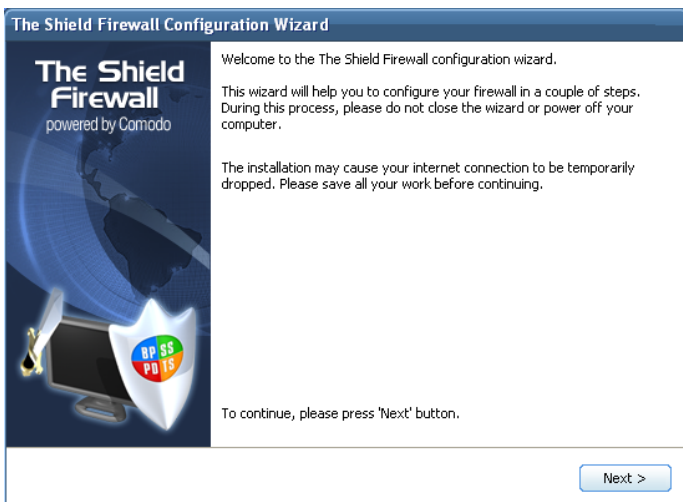 The Shield Firewall Configuration Wizard
The Shield
Firewall
powered by Comodo
Welcome to the The Shield Firewall configuration wizard.
This wizard will help you to configure your firewall in a couple of steps.
During this process, please do not close the wizard or power off your
computer.
The installation may cause your internet connection to be temporarily
dropped. Please save all your work before continuing.
BP SS
PD TS
To continue, please press 'Next' button.
Next >